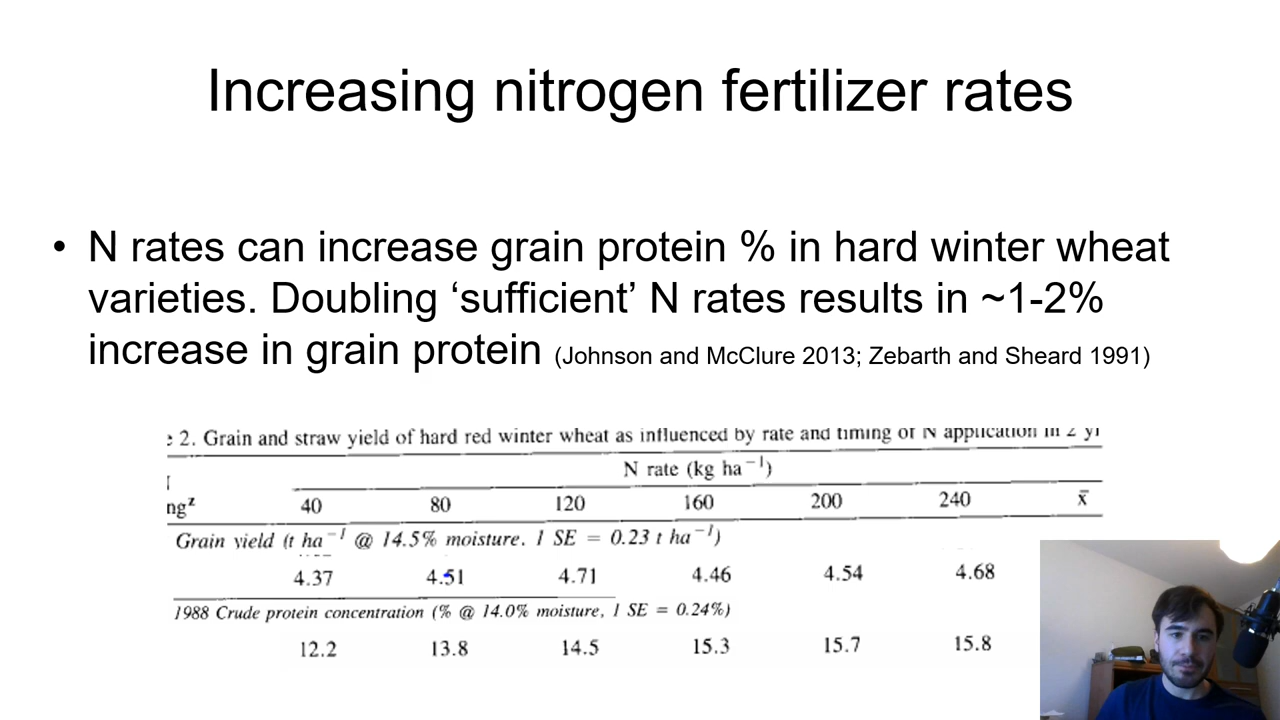 Increasing nitrogen fertilizer rates
• N rates can increase grain protein % in hard winter wheat
varieties. Doubling ‘sufficient’ N rates results in ~1-2%
increase in grain protein (Johnson and McClure 2013; Zebarth and Sheard 1991)
2. Grain and straw yield of hard red winter wheat as influenced by rate and timing of N application in 2
N rate (kg ha⁻¹)
ngᶻ 40 80 120 160 200 240 x̄
Grain yield (t ha⁻¹ @ 14.5% moisture. 1 SE = 0.23 t ha⁻¹)
4.37 4.51 4.71 4.46 4.54 4.68
1988 Crude protein concentration (% @ 14.0% moisture, 1 SE = 0.24%)
12.2 13.8 14.5 15.3 15.7 15.8